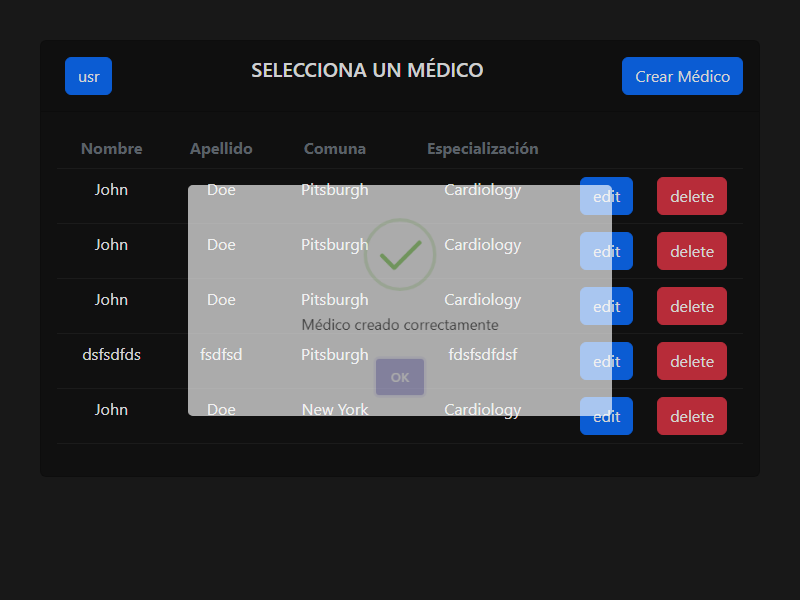 usr SELECCIONA UN MÉDICO Crear Médico
Nombre Apellido Comuna Especialización
John Doe Pitsburgh Cardiology edit delete
John Doe Pitsburgh Cardiology edit delete
John Doe Pitsburgh Cardiology edit delete
Médico creado correctamente
dsfsdfds fsdfsd Pitsburgh fdsfsdfdsf edit delete
OK
John Doe New York Cardiology edit delete